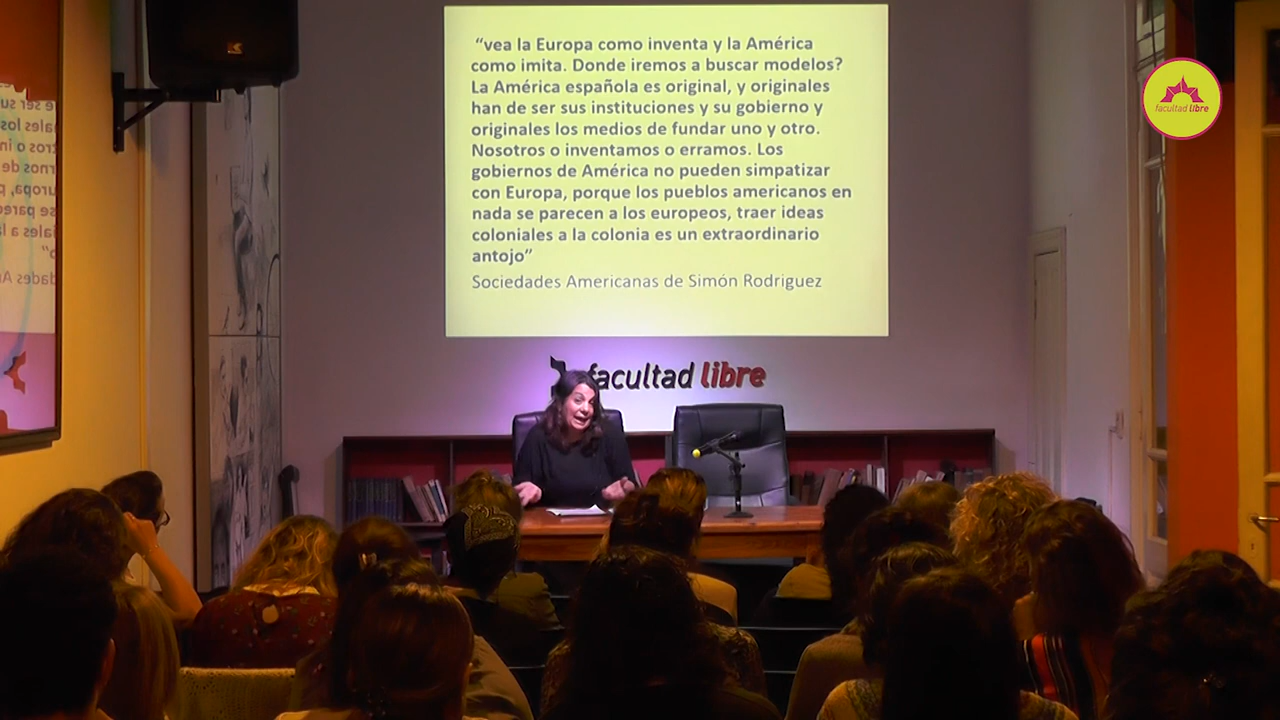 “vea la Europa como inventa y la América
como imita. Donde iremos a buscar modelos?
La América española es original, y originales
han de ser sus instituciones y su gobierno y
originales los medios de fundar uno y otro.
Nosotros o inventamos o erramos. Los
gobiernos de América no pueden simpatizar
con Europa, porque los pueblos americanos en
nada se parecen a los europeos, traer ideas
coloniales a la colonia es un extraordinario
antojo”
Sociedades Americanas de Simón Rodriguez
facultad libre
facultad libre